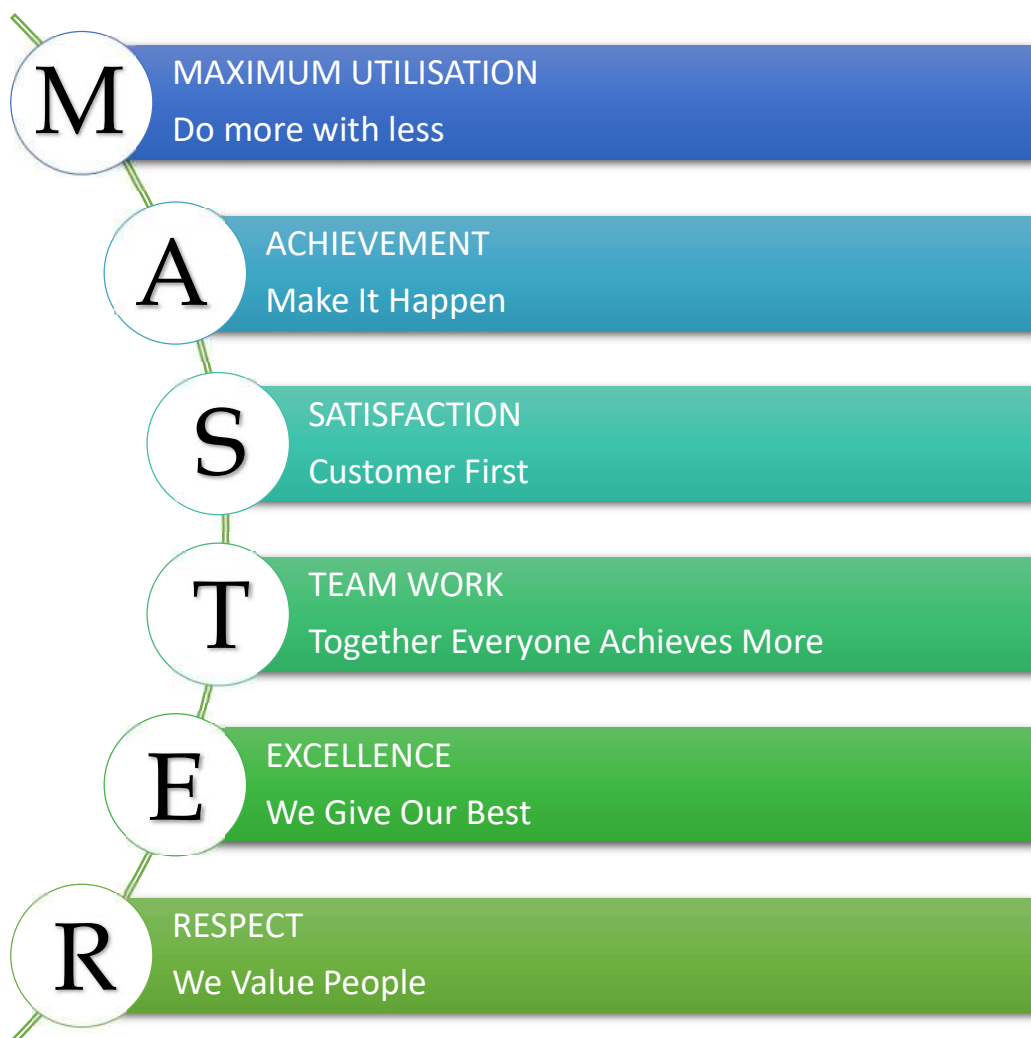 M
MAXIMUM UTILISATION
Do more with less
A
ACHIEVEMENT
Make It Happen
S
SATISFACTION
Customer First
T
TEAM WORK
Together Everyone Achieves More
E
EXCELLENCE
We Give Our Best
R
RESPECT
We Value People